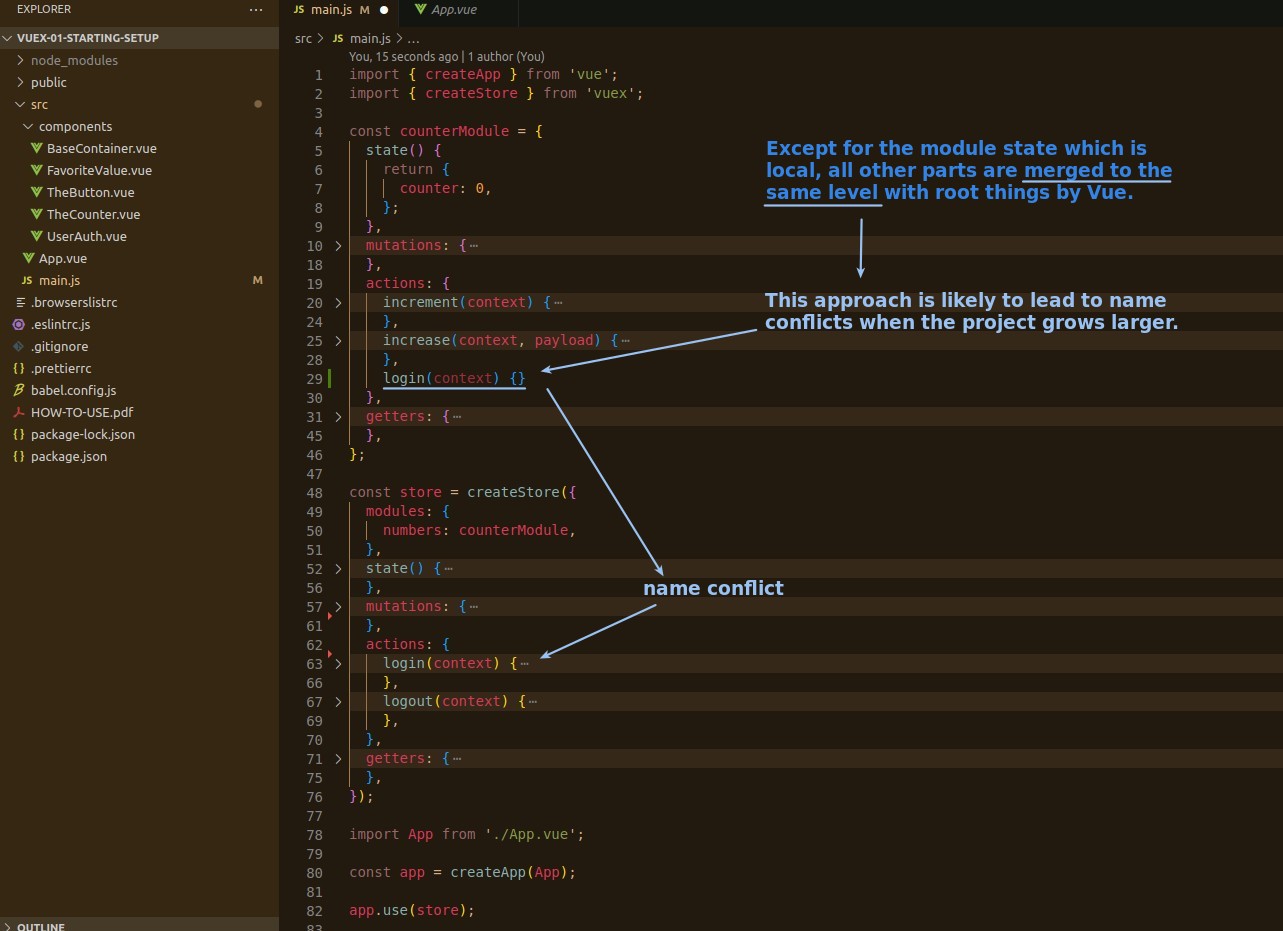 EXPLORER ...
JS main.js M ● App.vue
VUEX-01-STARTING-SETUP
node_modules
public
src
components
BaseContainer.vue
FavoriteValue.vue
TheButton.vue
TheCounter.vue
UserAuth.vue
App.vue
JS main.js M
.browserslistrc
.eslintrc.js
.gitignore
{} .prettierrc
babel.config.js
HOW-TO-USE.pdf
{} package-lock.json
{} package.json
OUTLINE
src > JS main.js > ...
You, 15 seconds ago | 1 author (You)
1 import { createApp } from 'vue';
2 import { createStore } from 'vuex';
3
4 const counterModule = {
5 state() {
6 return {
7 counter: 0,
8 };
9 },
10 > mutations: { ⋯
18 },
19 actions: {
20 > increment(context) { ⋯
24 },
25 > increase(context, payload) { ⋯
28 },
29 login(context) {}
30 },
31 > getters: { ⋯
45 },
46 };
47
48 const store = createStore({
49 modules: {
50 numbers: counterModule,
51 },
52 > state() { ⋯
56 },
57 > mutations: { ⋯
61 },
62 actions: {
63 > login(context) { ⋯
66 },
67 > logout(context) { ⋯
69 },
70 },
71 > getters: { ⋯
75 },
76 });
77
78 import App from './App.vue';
79
80 const app = createApp(App);
81
82 app.use(store);
83
Except for the module state which is
local, all other parts are merged to the
same level with root things by Vue.
This approach is likely to lead to name
conflicts when the project grows larger.
name conflict